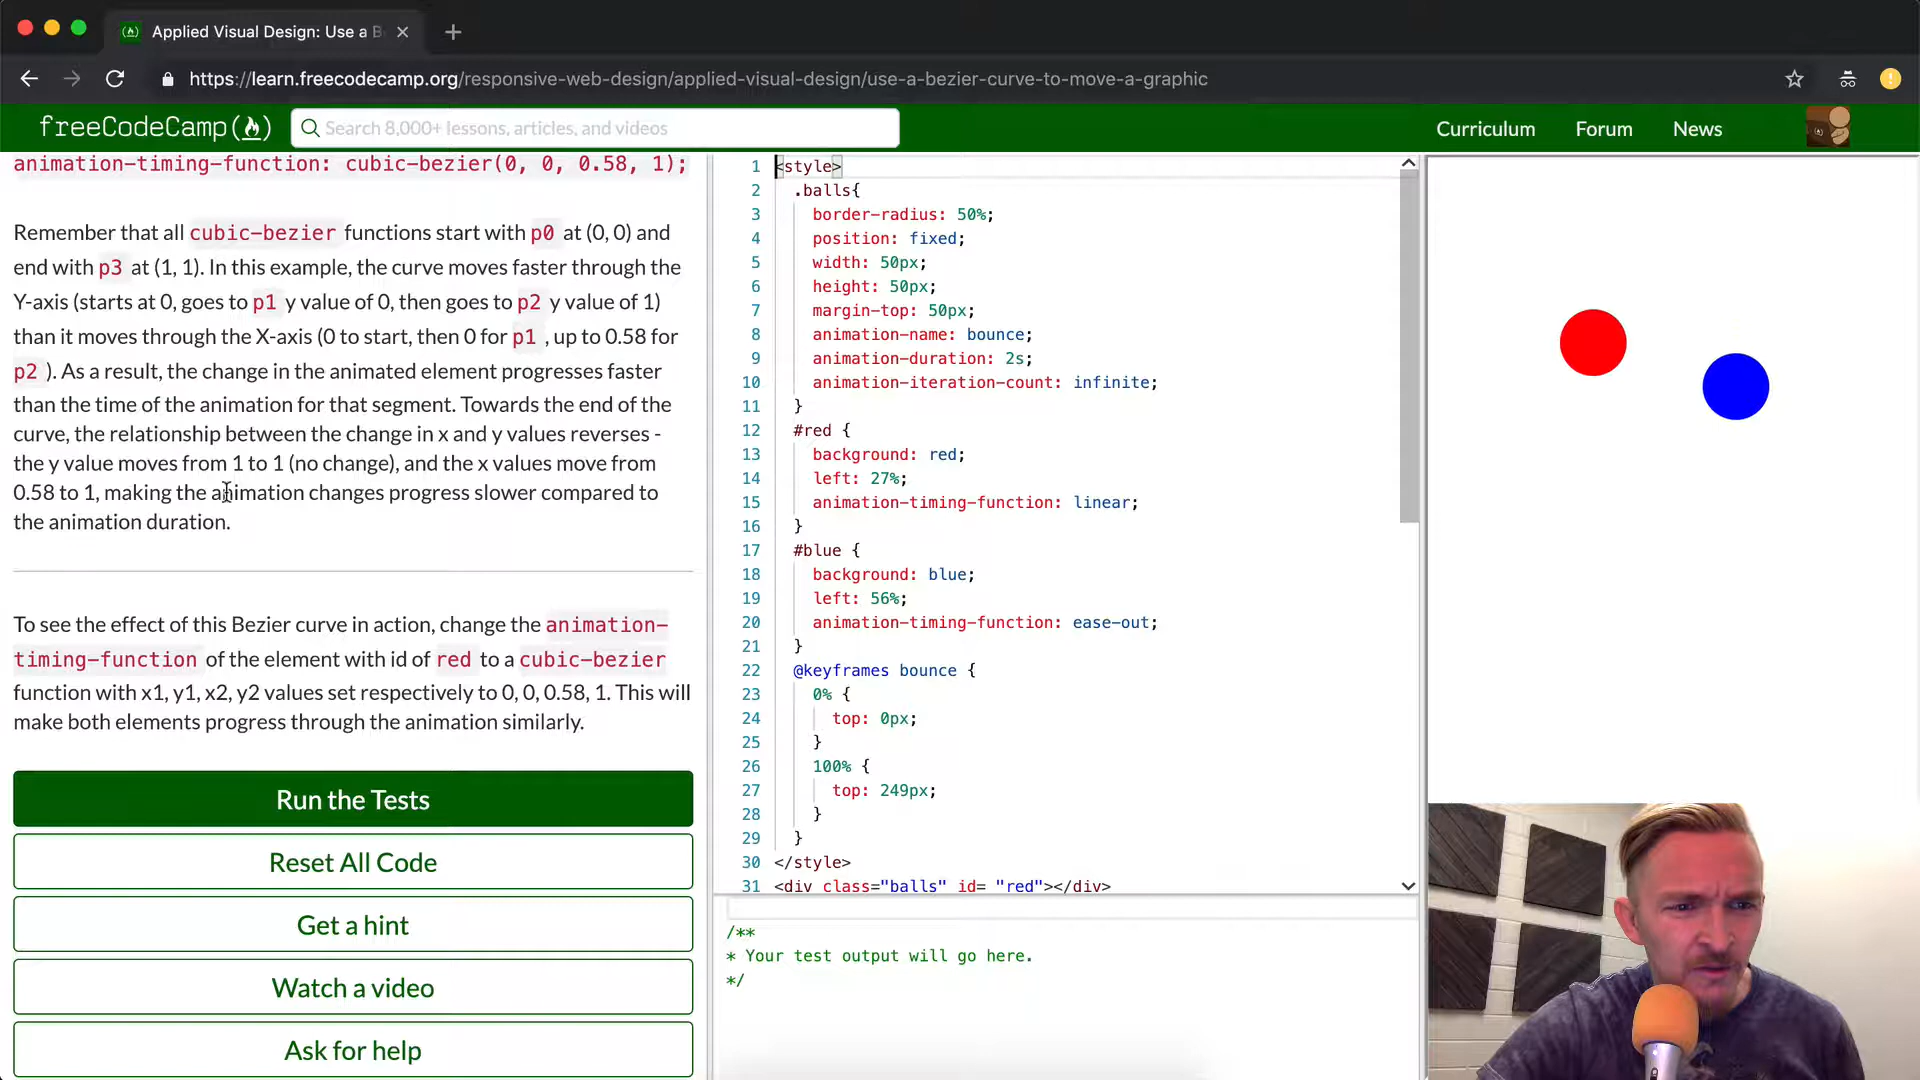 Applied Visual Design: Use a B
https://learn.freecodecamp.org/responsive-web-design/applied-visual-design/use-a-bezier-curve-to-move-a-graphic
freeCodeCamp
Search 8,000+ lessons, articles, and videos
Curriculum
Forum
News
animation-timing-function: cubic-bezier(0, 0, 0.58, 1);
Remember that all cubic-bezier functions start with p0 at (0, 0) and
end with p3 at (1, 1). In this example, the curve moves faster through the
Y-axis (starts at 0, goes to p1 y value of 0, then goes to p2 y value of 1)
than it moves through the X-axis (0 to start, then 0 for p1 , up to 0.58 for
p2 ). As a result, the change in the animated element progresses faster
than the time of the animation for that segment. Towards the end of the
curve, the relationship between the change in x and y values reverses -
the y value moves from 1 to 1 (no change), and the x values move from
0.58 to 1, making the animation changes progress slower compared to
the animation duration.
To see the effect of this Bezier curve in action, change the animation-
timing-function of the element with id of red to a cubic-bezier
function with x1, y1, x2, y2 values set respectively to 0, 0, 0.58, 1. This will
make both elements progress through the animation similarly.
Run the Tests
Reset All Code
Get a hint
Watch a video
Ask for help
1 <style>
2 .balls{
3 border-radius: 50%;
4 position: fixed;
5 width: 50px;
6 height: 50px;
7 margin-top: 50px;
8 animation-name: bounce;
9 animation-duration: 2s;
10 animation-iteration-count: infinite;
11 }
12 #red {
13 background: red;
14 left: 27%;
15 animation-timing-function: linear;
16 }
17 #blue {
18 background: blue;
19 left: 56%;
20 animation-timing-function: ease-out;
21 }
22 @keyframes bounce {
23 0% {
24 top: 0px;
25 }
26 100% {
27 top: 249px;
28 }
29 }
30 </style>
31 <div class="balls" id= "red"></div>
/**
* Your test output will go here.
*/